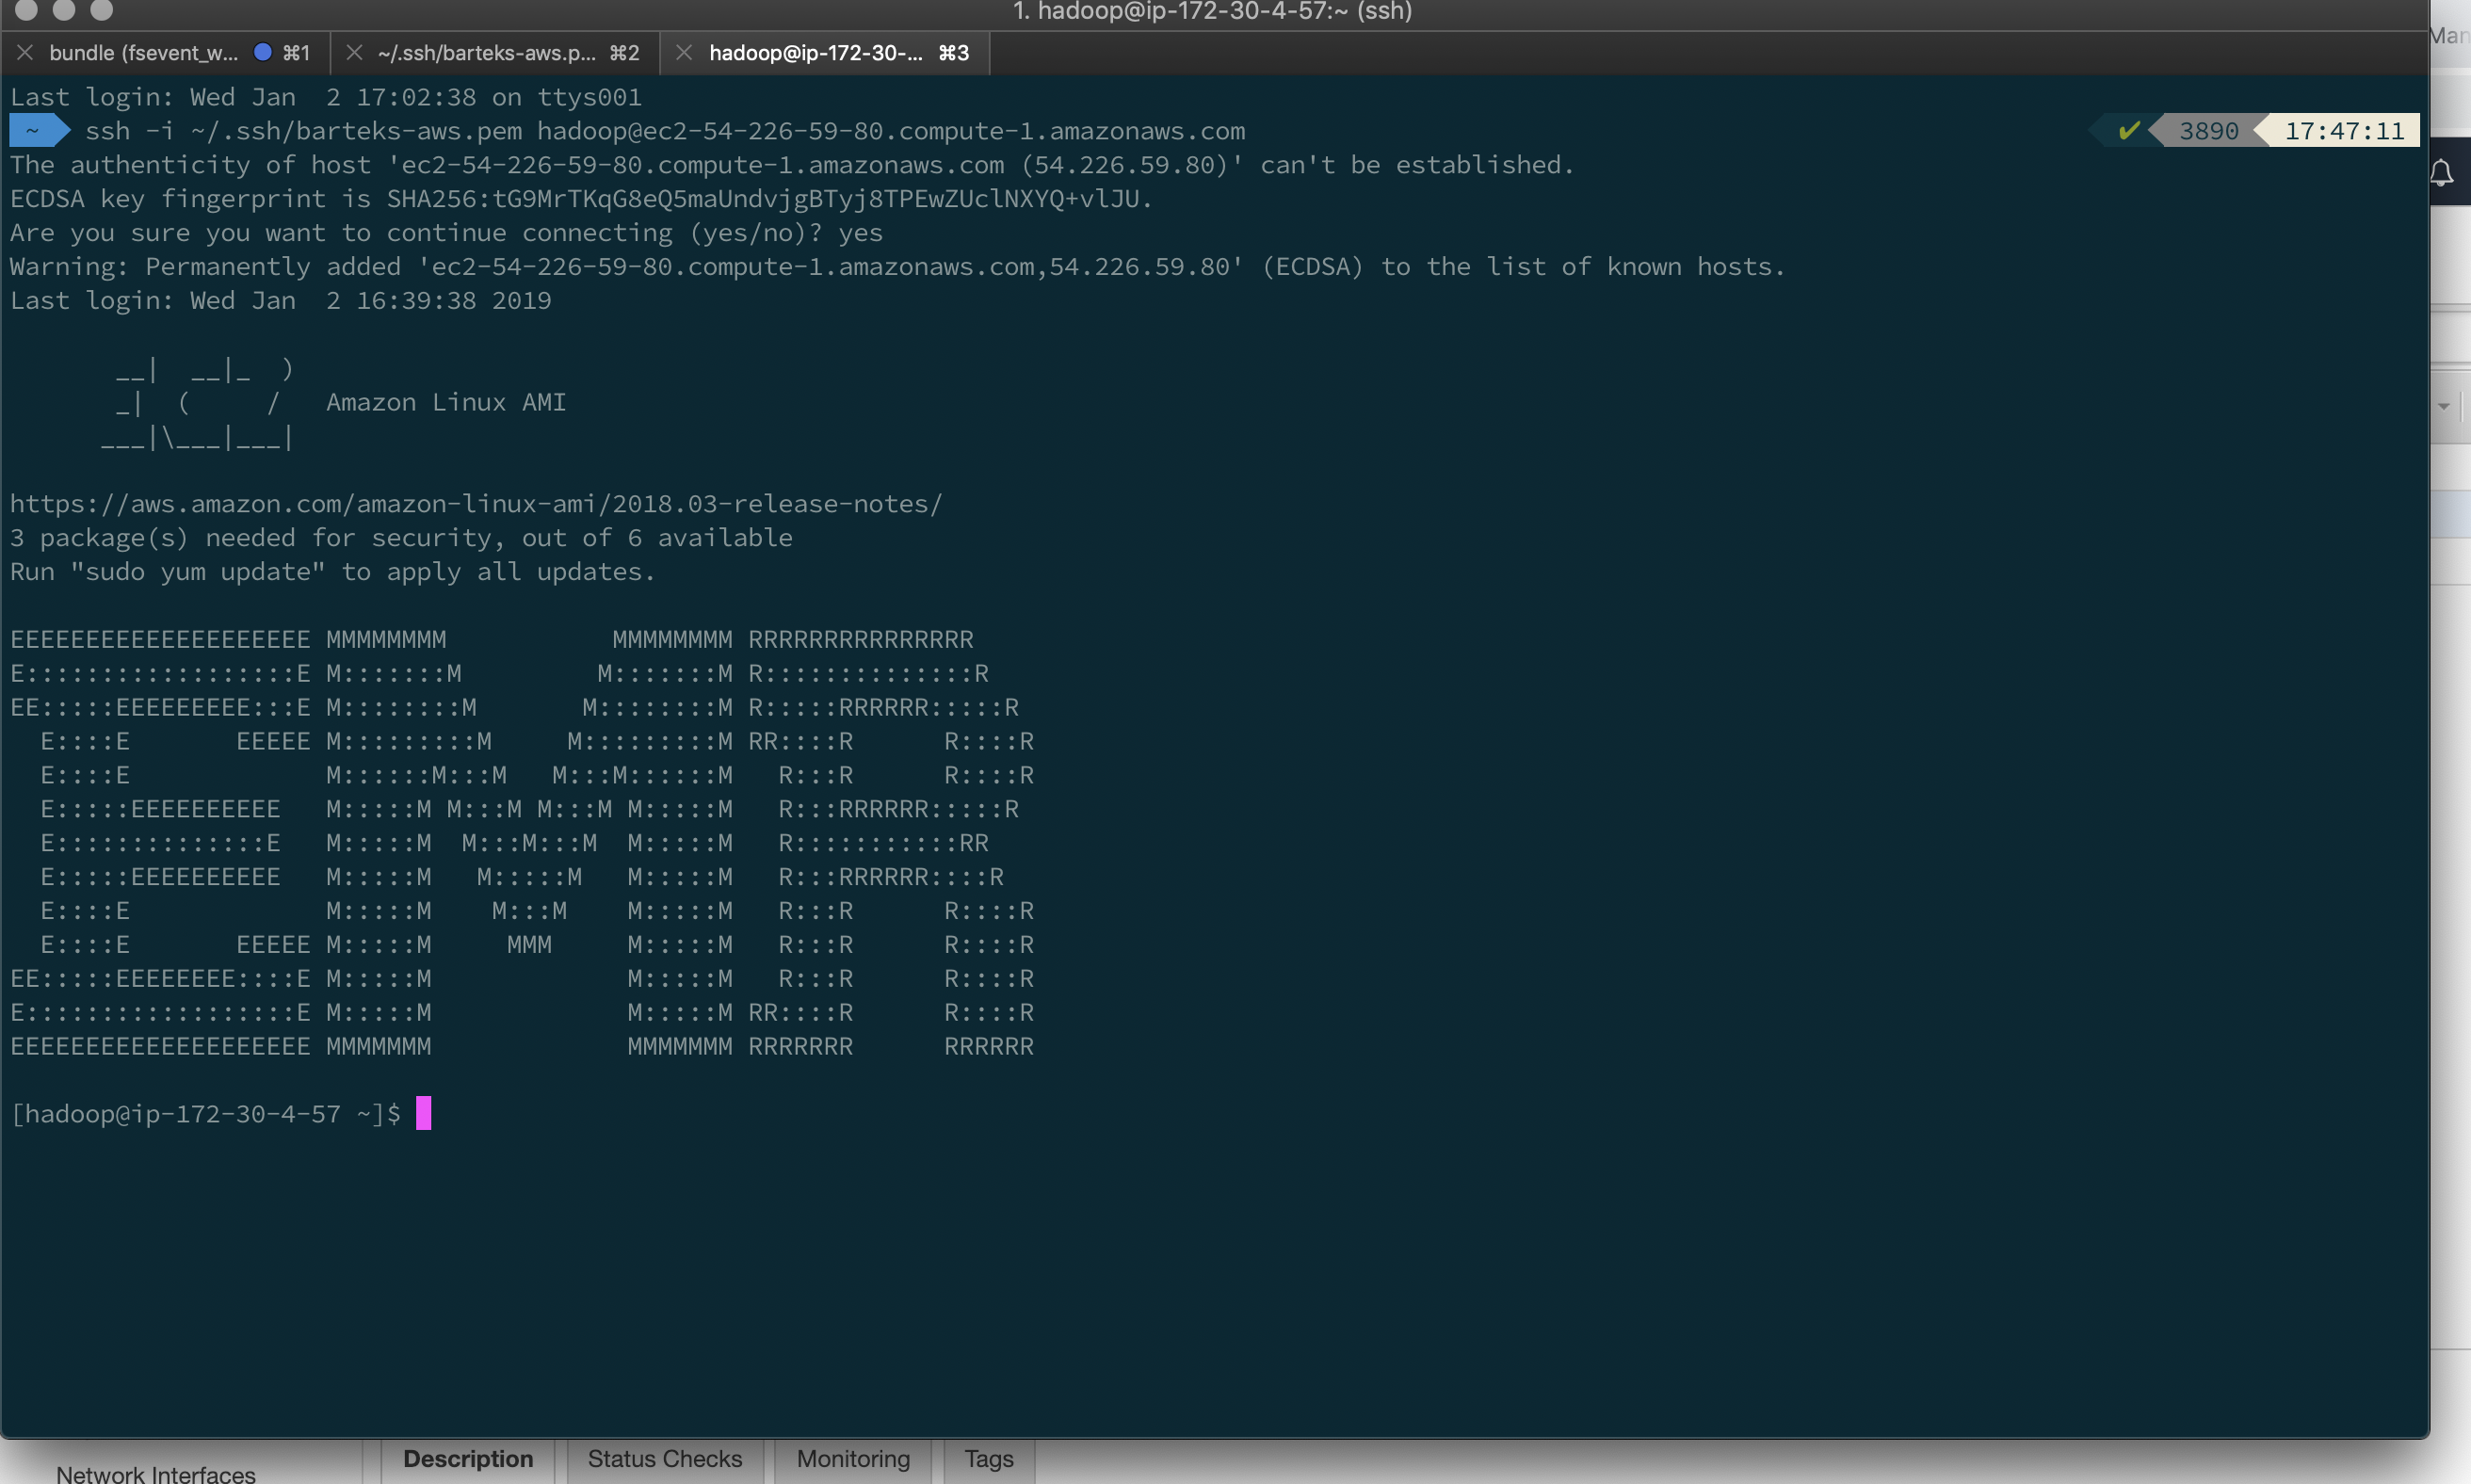 1. hadoop@ip-172-30-4-57:~ (ssh)
bundle (fsevent_w... ⌘1 ~/.ssh/barteks-aws.p... ⌘2 hadoop@ip-172-30-... ⌘3
Last login: Wed Jan  2 17:02:38 on ttys001
~ ssh -i ~/.ssh/barteks-aws.pem hadoop@ec2-54-226-59-80.compute-1.amazonaws.com ✔ 3890 17:47:11
The authenticity of host 'ec2-54-226-59-80.compute-1.amazonaws.com (54.226.59.80)' can't be established.
ECDSA key fingerprint is SHA256:tG9MrTKqG8eQ5maUndvjgBTyj8TPEwZUclNXYQ+vlJU.
Are you sure you want to continue connecting (yes/no)? yes
Warning: Permanently added 'ec2-54-226-59-80.compute-1.amazonaws.com,54.226.59.80' (ECDSA) to the list of known hosts.
Last login: Wed Jan  2 16:39:38 2019

       __|  __|_  )
       _|  (     /   Amazon Linux AMI
      ___|\___|___|

https://aws.amazon.com/amazon-linux-ami/2018.03-release-notes/
3 package(s) needed for security, out of 6 available
Run "sudo yum update" to apply all updates.

EEEEEEEEEEEEEEEEEEEE MMMMMMMM           MMMMMMMM RRRRRRRRRRRRRRR
E::::::::::::::::::E M:::::::M         M:::::::M R::::::::::::::R
EE:::::EEEEEEEEE:::E M::::::::M       M::::::::M R:::::RRRRRR:::::R
  E::::E       EEEEE M:::::::::M     M:::::::::M RR::::R      R::::R
  E::::E             M::::::M:::M   M:::M::::::M   R:::R      R::::R
  E:::::EEEEEEEEEE   M:::::M M:::M M:::M M:::::M   R:::RRRRRR:::::R
  E::::::::::::::E   M:::::M  M:::M:::M  M:::::M   R:::::::::::RR
  E:::::EEEEEEEEEE   M:::::M   M:::::M   M:::::M   R:::RRRRRR::::R
  E::::E             M:::::M    M:::M    M:::::M   R:::R      R::::R
  E::::E       EEEEE M:::::M     MMM     M:::::M   R:::R      R::::R
EE:::::EEEEEEEE::::E M:::::M             M:::::M   R:::R      R::::R
E::::::::::::::::::E M:::::M             M:::::M RR::::R      R::::R
EEEEEEEEEEEEEEEEEEEE MMMMMMM             MMMMMMM RRRRRRR      RRRRRR

[hadoop@ip-172-30-4-57 ~]$
Network Interfaces Description Status Checks Monitoring Tags